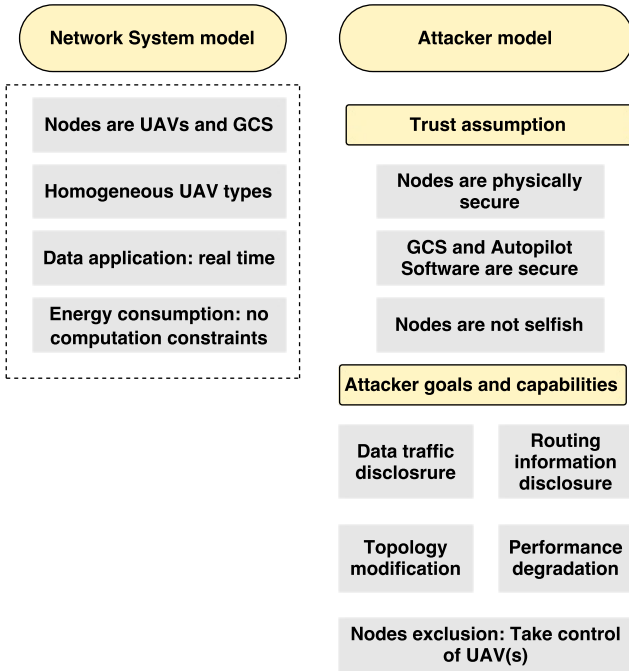 Network System model
Nodes are UAVs and GCS
Homogeneous UAV types
Data application: real time
Energy consumption: no
computation constraints
Attacker model
Trust assumption
Nodes are physically
secure
GCS and Autopilot
Software are secure
Nodes are not selfish
Attacker goals and capabilities
Data traffic
disclosrure
Routing
information
disclosure
Topology
modification
Performance
degradation
Nodes exclusion: Take control
of UAV(s)